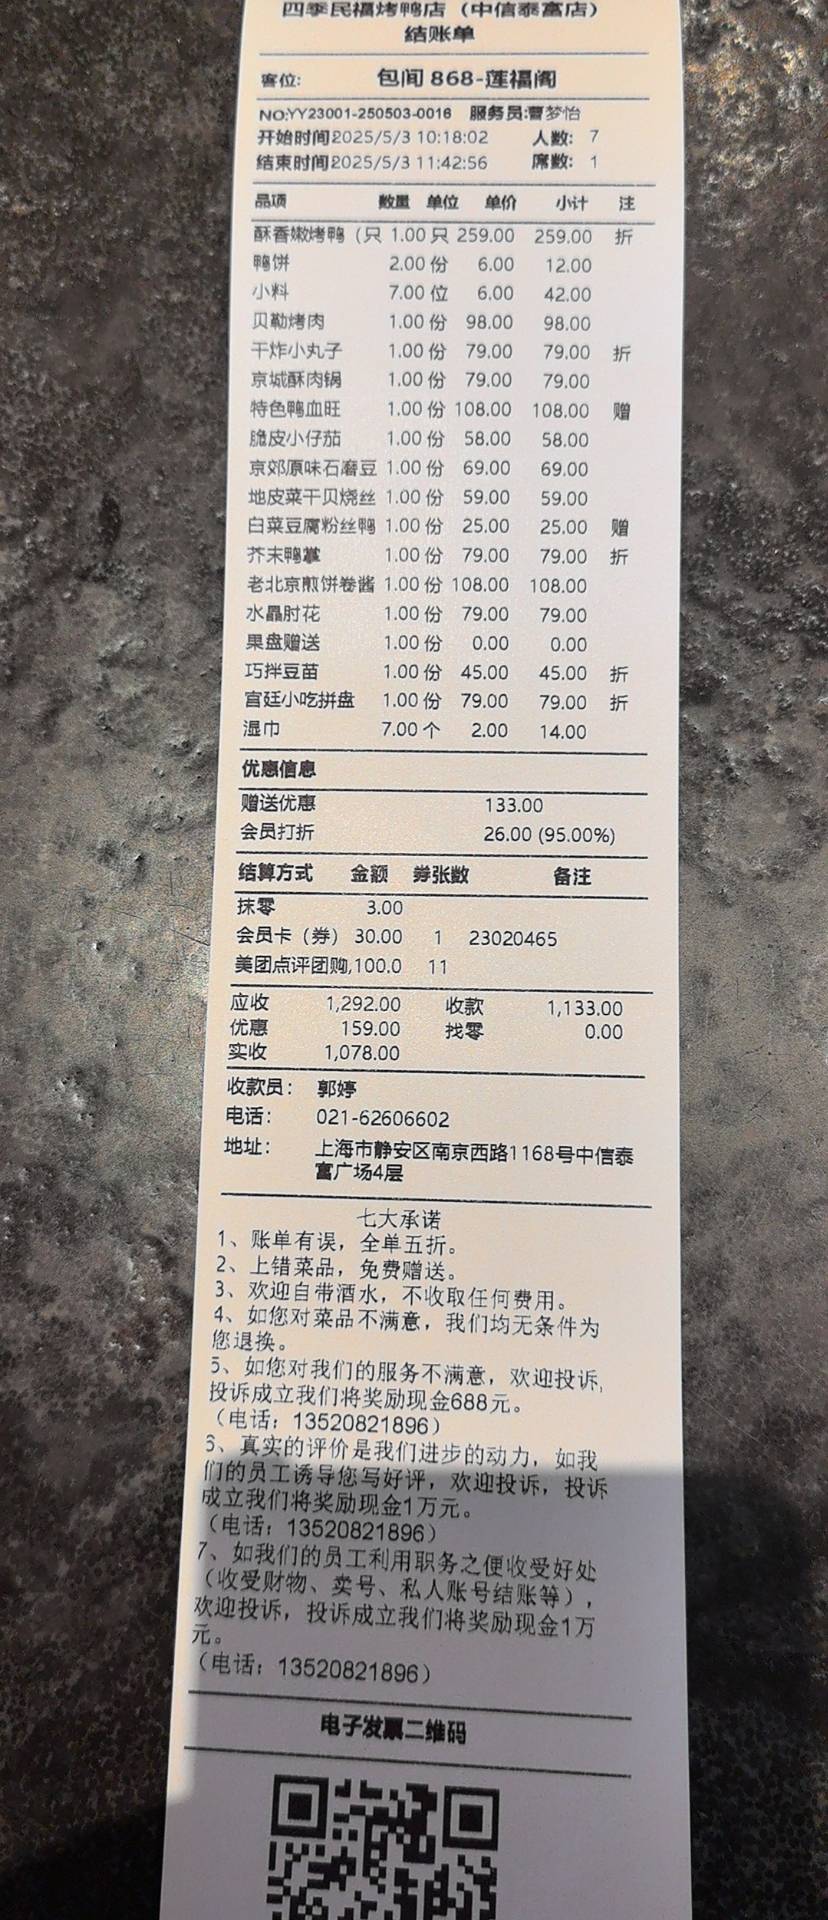 四季民福烤鸭店（中信泰富店）
结账单
客位: 包间 868-莲福阁
NO:YY23001-250503-0016 服务员:曹梦怡
开始时间2025/5/3 10:18:02 人数: 7
结束时间2025/5/3 11:42:56 席数: 1
品项 数量 单位 单价 小计 注
酥香嫩烤鸭（只 1.00 只 259.00 259.00 折
鸭饼 2.00 份 6.00 12.00
小料 7.00 位 6.00 42.00
贝勒烤肉 1.00 份 98.00 98.00
干炸小丸子 1.00 份 79.00 79.00 折
京城酥肉锅 1.00 份 79.00 79.00
特色鸭血旺 1.00 份 108.00 108.00 赠
脆皮小仔茄 1.00 份 58.00 58.00
京郊原味石磨豆 1.00 份 69.00 69.00
地皮菜干贝烧丝 1.00 份 59.00 59.00
白菜豆腐粉丝鸭 1.00 份 25.00 25.00 赠
芥末鸭掌 1.00 份 79.00 79.00 折
老北京煎饼卷酱 1.00 份 108.00 108.00
水晶肘花 1.00 份 79.00 79.00
果盘赠送 1.00 份 0.00 0.00
巧拌豆苗 1.00 份 45.00 45.00 折
宫廷小吃拼盘 1.00 份 79.00 79.00 折
湿巾 7.00 个 2.00 14.00
优惠信息
赠送优惠 133.00
会员打折 26.00 (95.00%)
结算方式 金额 券张数 备注
抹零 3.00
会员卡（券） 30.00 1 23020465
美团点评团购,100.0 11
应收 1,292.00 收款 1,133.00
优惠 159.00 找零 0.00
实收 1,078.00
收款员: 郭婷
电话: 021-62606602
地址: 上海市静安区南京西路1168号中信泰
富广场4层
七大承诺
1、账单有误，全单五折。
2、上错菜品，免费赠送。
3、欢迎自带酒水，不收取任何费用。
4、如您对菜品不满意，我们均无条件为
您退换。
5、如您对我们的服务不满意，欢迎投诉,
投诉成立我们将奖励现金688元。
（电话：13520821896）
6、真实的评价是我们进步的动力，如我
们的员工诱导您写好评，欢迎投诉，投诉
成立我们将奖励现金1万元。
（电话：13520821896）
7、如我们的员工利用职务之便收受好处
（收受财物、卖号、私人账号结账等），
欢迎投诉，投诉成立我们将奖励现金1万
元。
（电话：13520821896）
电子发票二维码